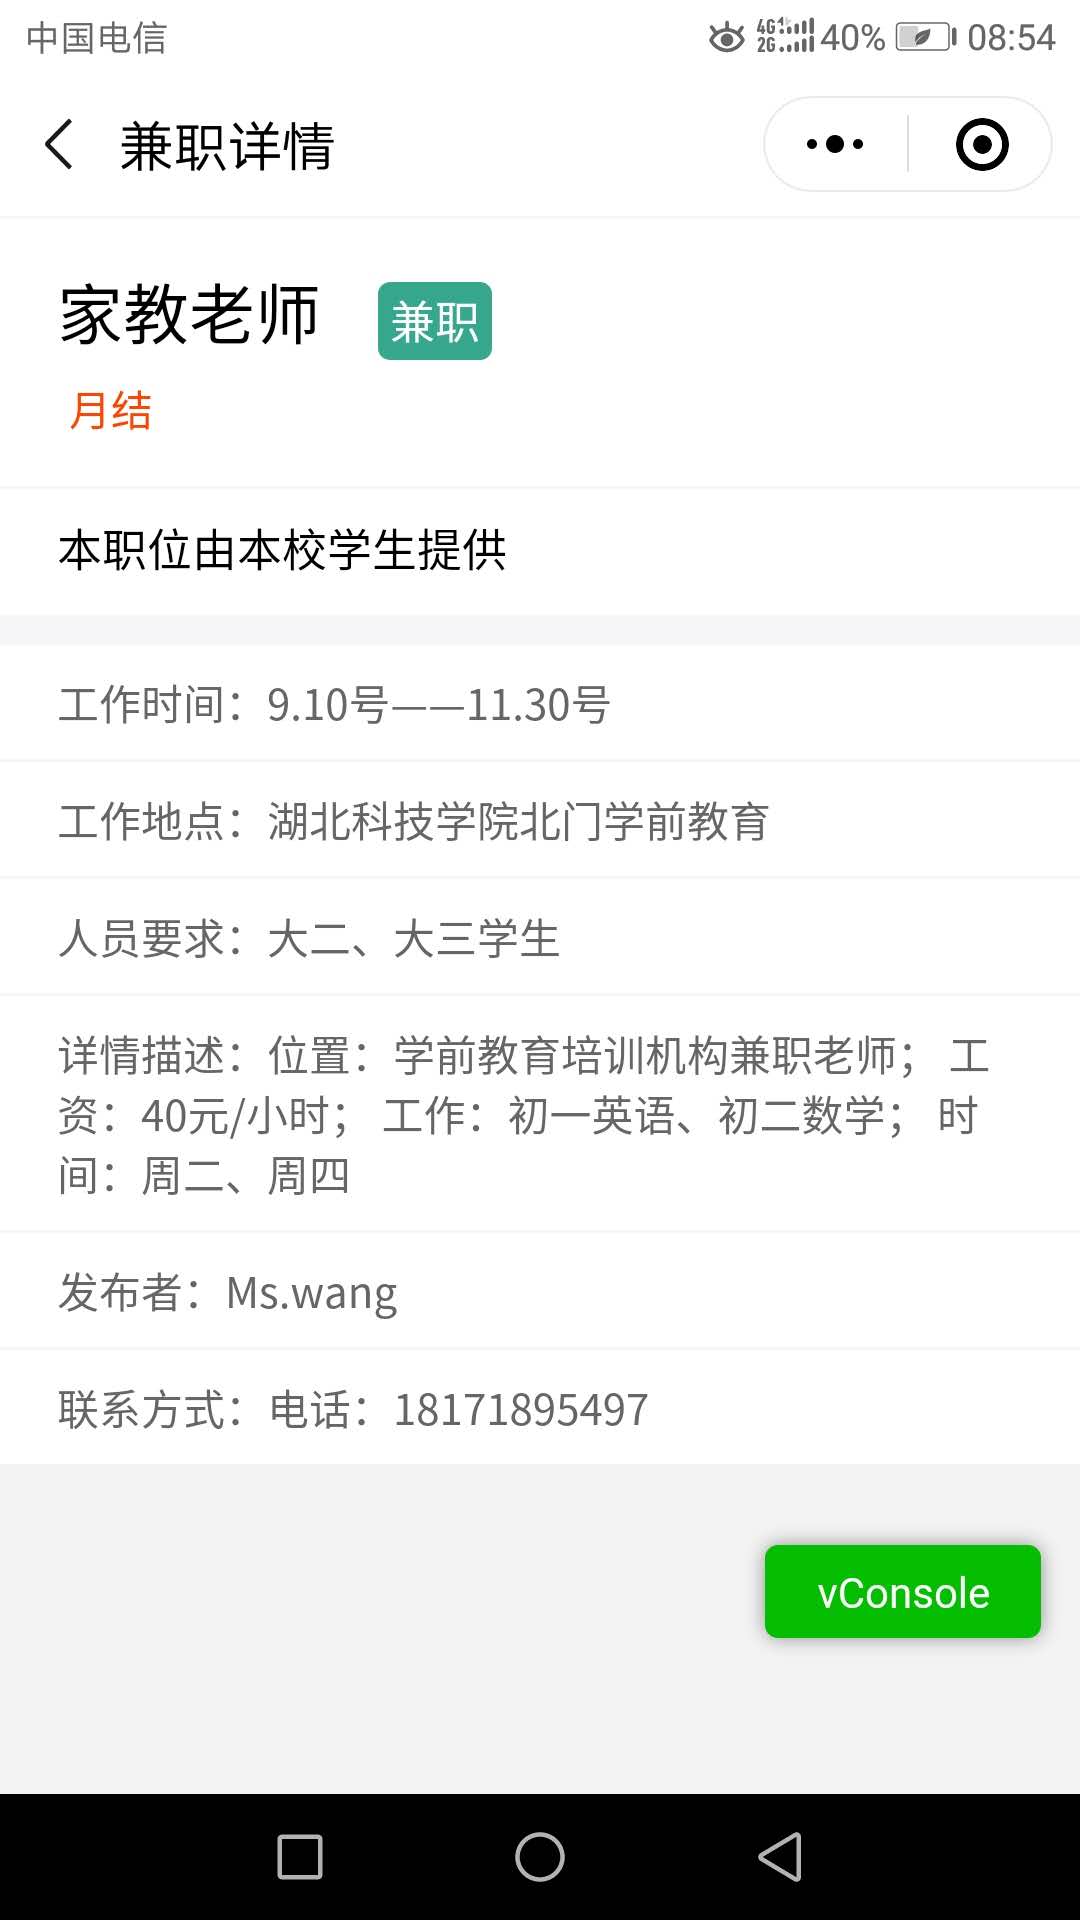 中国电信
4G 2G 40% 08:54
兼职详情
家教老师 兼职
月结
本职位由本校学生提供
工作时间：9.10号——11.30号
工作地点：湖北科技学院北门学前教育
人员要求：大二、大三学生
详情描述：位置：学前教育培训机构兼职老师； 工
资：40元/小时； 工作：初一英语、初二数学； 时
间：周二、周四
发布者：Ms.wang
联系方式：电话：18171895497
vConsole